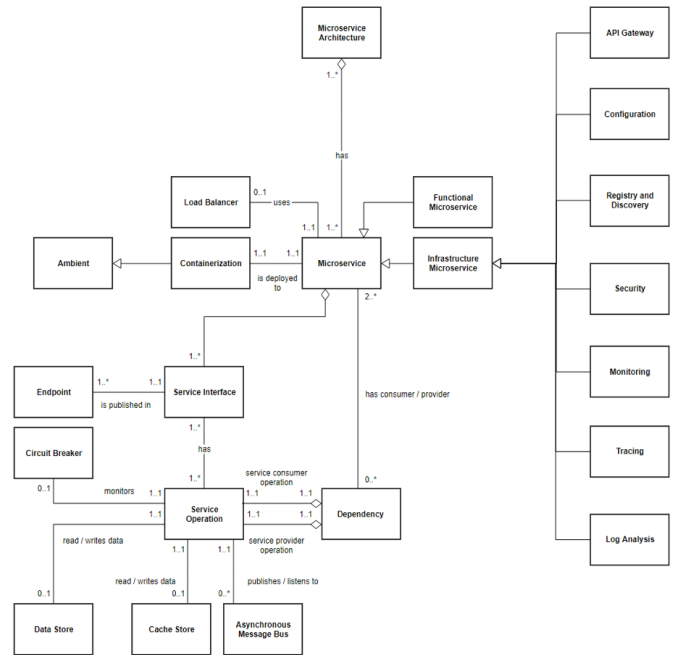 Microservice
Architecture
API Gateway
1..*
Configuration
has
Load Balancer
0..1
uses
1..1
1..*
Functional
Microservice
Registry and
Discovery
Ambient
Containerization
1..1
1..1
is deployed
to
Microservice
Infrastructure
Microservice
2..*
Security
1..*
Endpoint
1..*
1..1
is published in
Service Interface
has consumer / provider
Monitoring
1..*
has
Circuit Breaker
0..1
monitors
1..1
1..*
service consumer
operation
1..1
1..1
0..*
Tracing
Service
Operation
Dependency
1..1
1..1
1..1
service provider
operation
read / writes data
1..1
1..1
Log Analysis
read / writes data
publishes / listens to
0..1
0..1
0..*
Data Store
Cache Store
Asynchronous
Message Bus